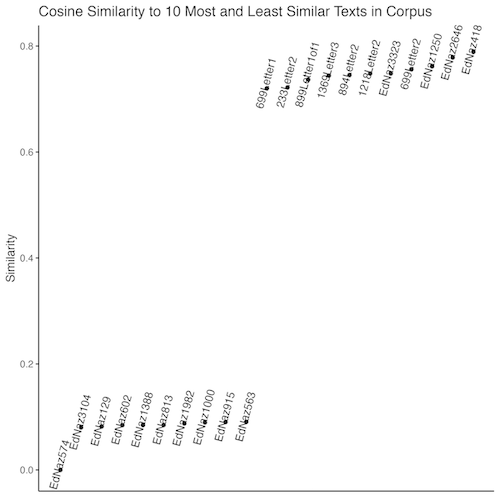 Cosine Similarity to 10 Most and Least Similar Texts in Corpus
Similarity
0.8
0.6
0.4
0.2
0.0
EdNaz574
EdNaz3104
EdNaz129
EdNaz602
EdNaz1388
EdNaz813
EdNaz1982
EdNaz1000
EdNaz915
EdNaz563
699Letter1
233Letter2
899Letter1of1
1369Letter3
894Letter2
1218Letter2
EdNaz3323
699Letter2
EdNaz1250
EdNaz2646
EdNaz418